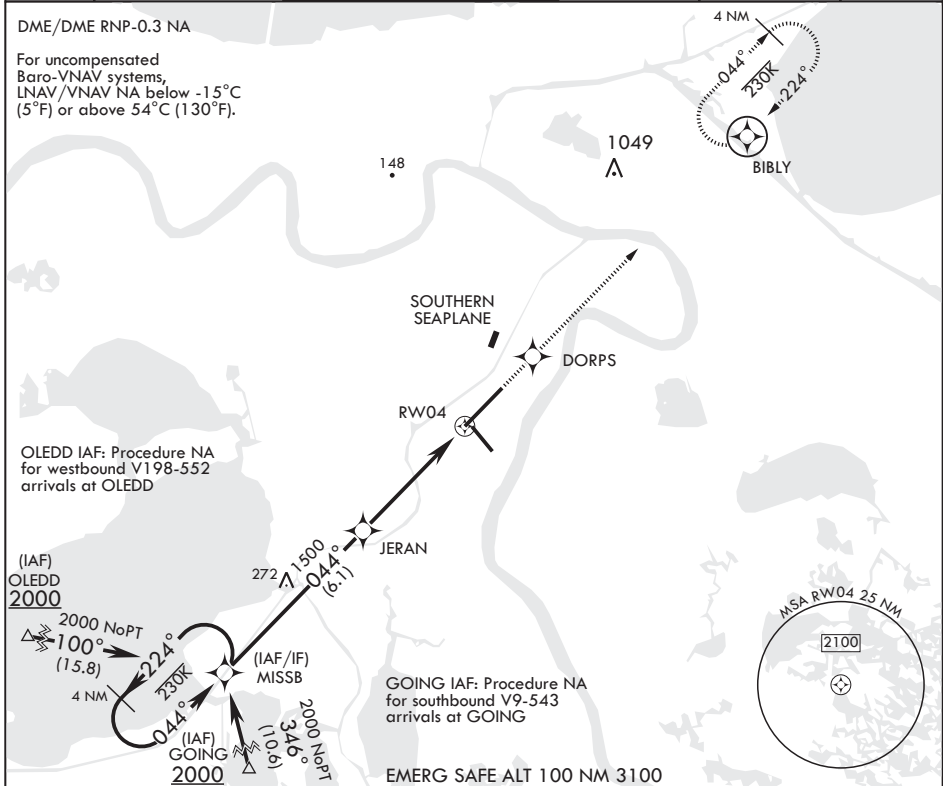 DME/DME RNP-0.3 NA
For uncompensated
Baro-VNAV systems,
LNAV/VNAV NA below -15°C
(5°F) or above 54°C (130°F).
4 NM
044°
230K
224°
BIBLY
1049
148
SOUTHERN
SEAPLANE
DORPS
RW04
OLEDD IAF: Procedure NA
for westbound V198-552
arrivals at OLEDD
JERAN
272
1500
044°
(6.1)
(IAF)
OLEDD
2000
2000 NoPT
100°
(15.8)
224°
230K
4 NM
044°
(IAF/IF)
MISSB
(IAF)
GOING
2000
2000 NoPT
346°
(10.6)
GOING IAF: Procedure NA
for southbound V9-543
arrivals at GOING
EMERG SAFE ALT 100 NM 3100
MSA RW04 25 NM
2100